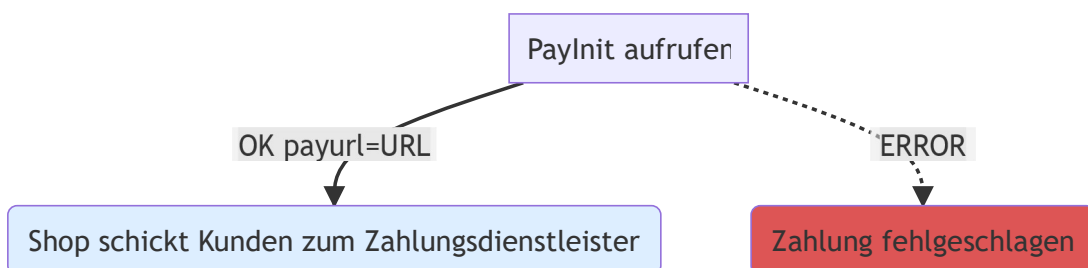 PayInit aufrufen
OK payurl=URL
ERROR
Shop schickt Kunden zum Zahlungsdienstleister
Zahlung fehlgeschlagen